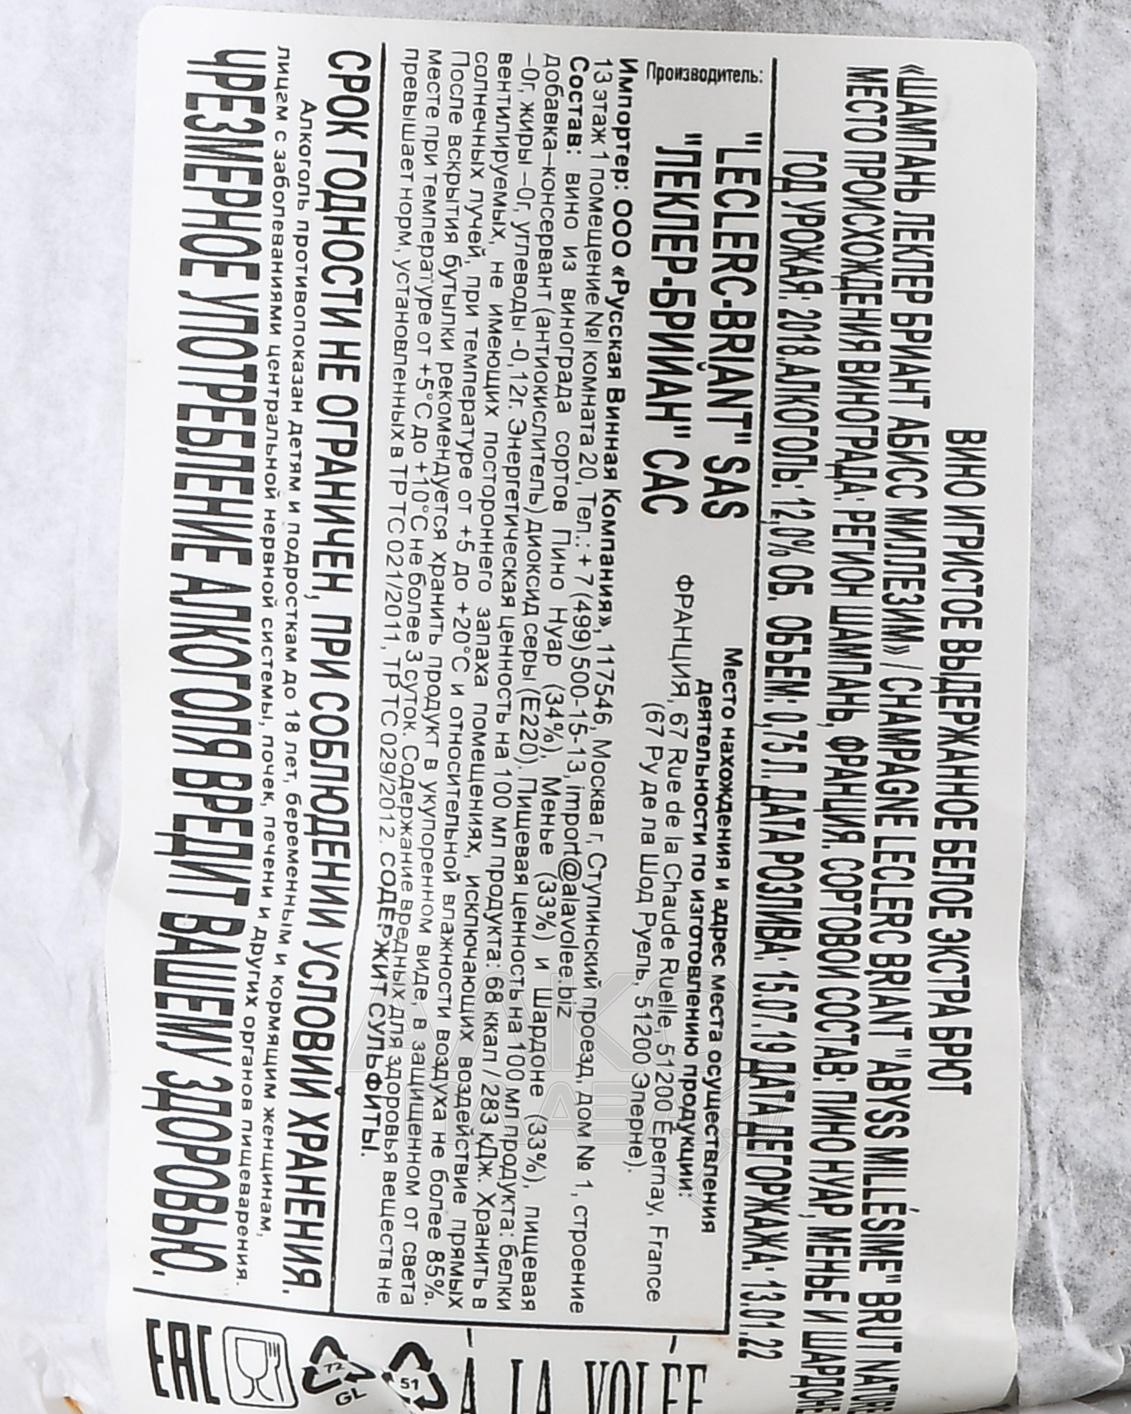 ВИНО ИГРИСТОЕ ВЫДЕРЖАННОЕ БЕЛОЕ ЭКСТРА БРЮТ
«ШАМПАНЬ ЛЕКЛЕР БРИАНТ АБИСС МИЛЛЕЗИМ» / CHAMPAGNE LECLERC BRIANT "ABYSS MILLÉSIME" BRUT NATURE
МЕСТО ПРОИСХОЖДЕНИЯ ВИНОГРАДА: РЕГИОН ШАМПАНЬ, ФРАНЦИЯ. СОРТОВОЙ СОСТАВ: ПИНО НУАР, МЕНЬЕ И ШАРДОНЕ
ГОД УРОЖАЯ: 2018. АЛКОГОЛЬ: 12,0% ОБ. ОБЪЕМ: 0,75 Л. ДАТА РОЗЛИВА: 15.07.19 ДАТА ДЕГОРЖАЖА: 13.01.22
Производитель:
"LECLERC-BRIANT" SAS
"ЛЕКЛЕР-БРИЙАН" САС
Место нахождения и адрес места осуществления
деятельности по изготовлению продукции:
ФРАНЦИЯ, 67 Rue de la Chaude Ruelle, 51200 Épernay, France
(67 Ру де ла Шод Руель, 51200 Эперне).
Импортер: ООО «Русская Винная Компания», 117546, Москва г, Ступинский проезд, дом № 1, строение
13 этаж 1 помещение №I комната 20, Тел.: + 7 (499) 500-15-13, import@alavolee.biz
Состав: вино из винограда сортов Пино Нуар (34%), Менье (33%) и Шардоне (33%), пищевая
добавка–консервант (антиокислитель) диоксид серы (E220). Пищевая ценность на 100 мл продукта: белки
–0г, жиры –0г, углеводы -0,12г. Энергетическая ценность на 100 мл продукта: 68 ккал / 283 кДж. Хранить в
вентилируемых, не имеющих постороннего запаха помещениях, исключающих воздействие прямых
солнечных лучей, при температуре от +5 до +20°С и относительной влажности воздуха не более 85%.
После вскрытия бутылки рекомендуется хранить продукт в укупоренном виде, в защищенном от света
месте при температуре от +5°С до +10°С не более 3 суток. Содержание вредных для здоровья веществ не
превышает норм, установленных в ТР ТС 021/2011, ТР ТС 029/2012. СОДЕРЖИТ СУЛЬФИТЫ.
СРОК ГОДНОСТИ НЕ ОГРАНИЧЕН, ПРИ СОБЛЮДЕНИИ УСЛОВИЙ ХРАНЕНИЯ.
Алкоголь противопоказан детям и подросткам до 18 лет, беременным и кормящим женщинам,
лицам с заболеваниями центральной нервной системы, почек, печени и других органов пищеварения.
ЧРЕЗМЕРНОЕ УПОТРЕБЛЕНИЕ АЛКОГОЛЯ ВРЕДИТ ВАШЕМУ ЗДОРОВЬЮ.
51
72
GL
EAC